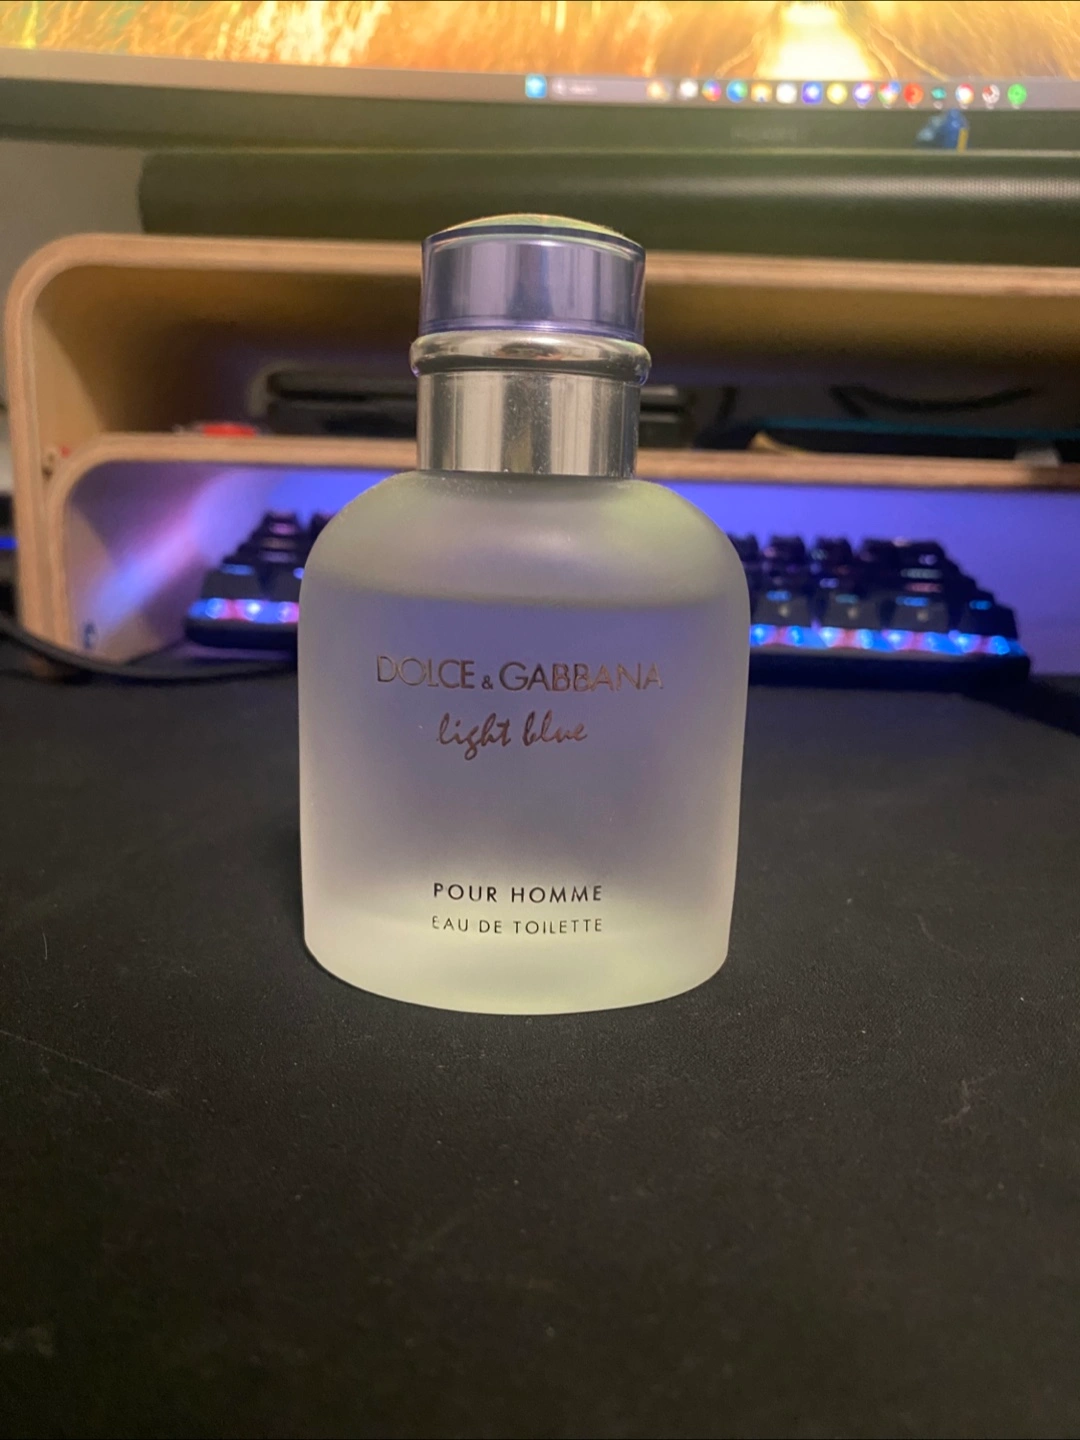 DOLCE & GABBANA
light blue
POUR HOMME
EAU DE TOILETTE